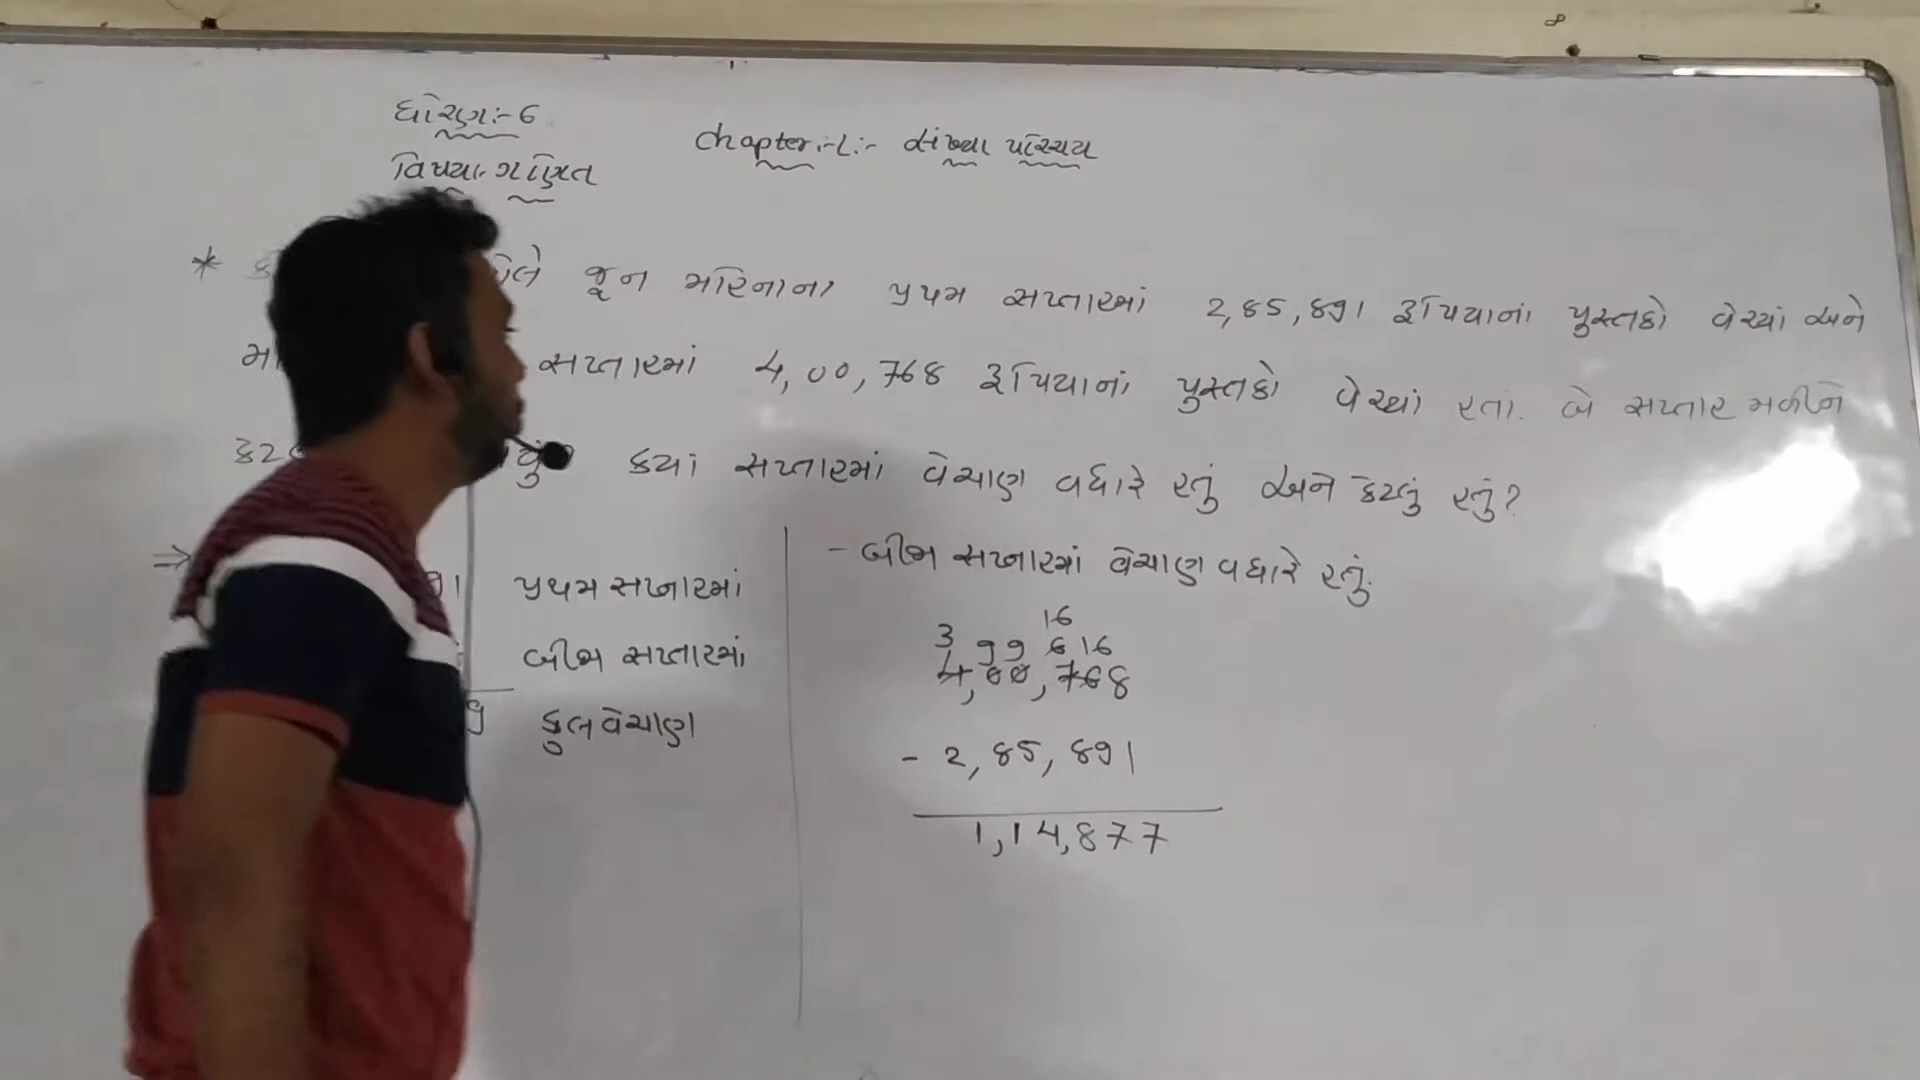 ધોરણ:- 6
Chapter:-1:- સંખ્યા પરિચય
વિષય:- ગણિત
* જૂન મહિનાના પ્રથમ સપ્તાહમાં 2,85,891 રૂપિયાનાં પુસ્તકો વેચ્યાં અને
સપ્તાહમાં 4,00,768 રૂપિયાનાં પુસ્તકો વેચ્યાં હતાં. બે સપ્તાહ મળીને
કયાં સપ્તાહમાં વેચાણ વધારે હતું અને કેટલું હતું?
⇒ 91 પ્રથમ સપ્તાહમાં
બીજા સપ્તાહમાં
9 કુલ વેચાણ
- બીજા સપ્તાહમાં વેચાણ વધારે હતું.
16
3 9 9 6 16
4,00,768
- 2,85,891
1,14,877